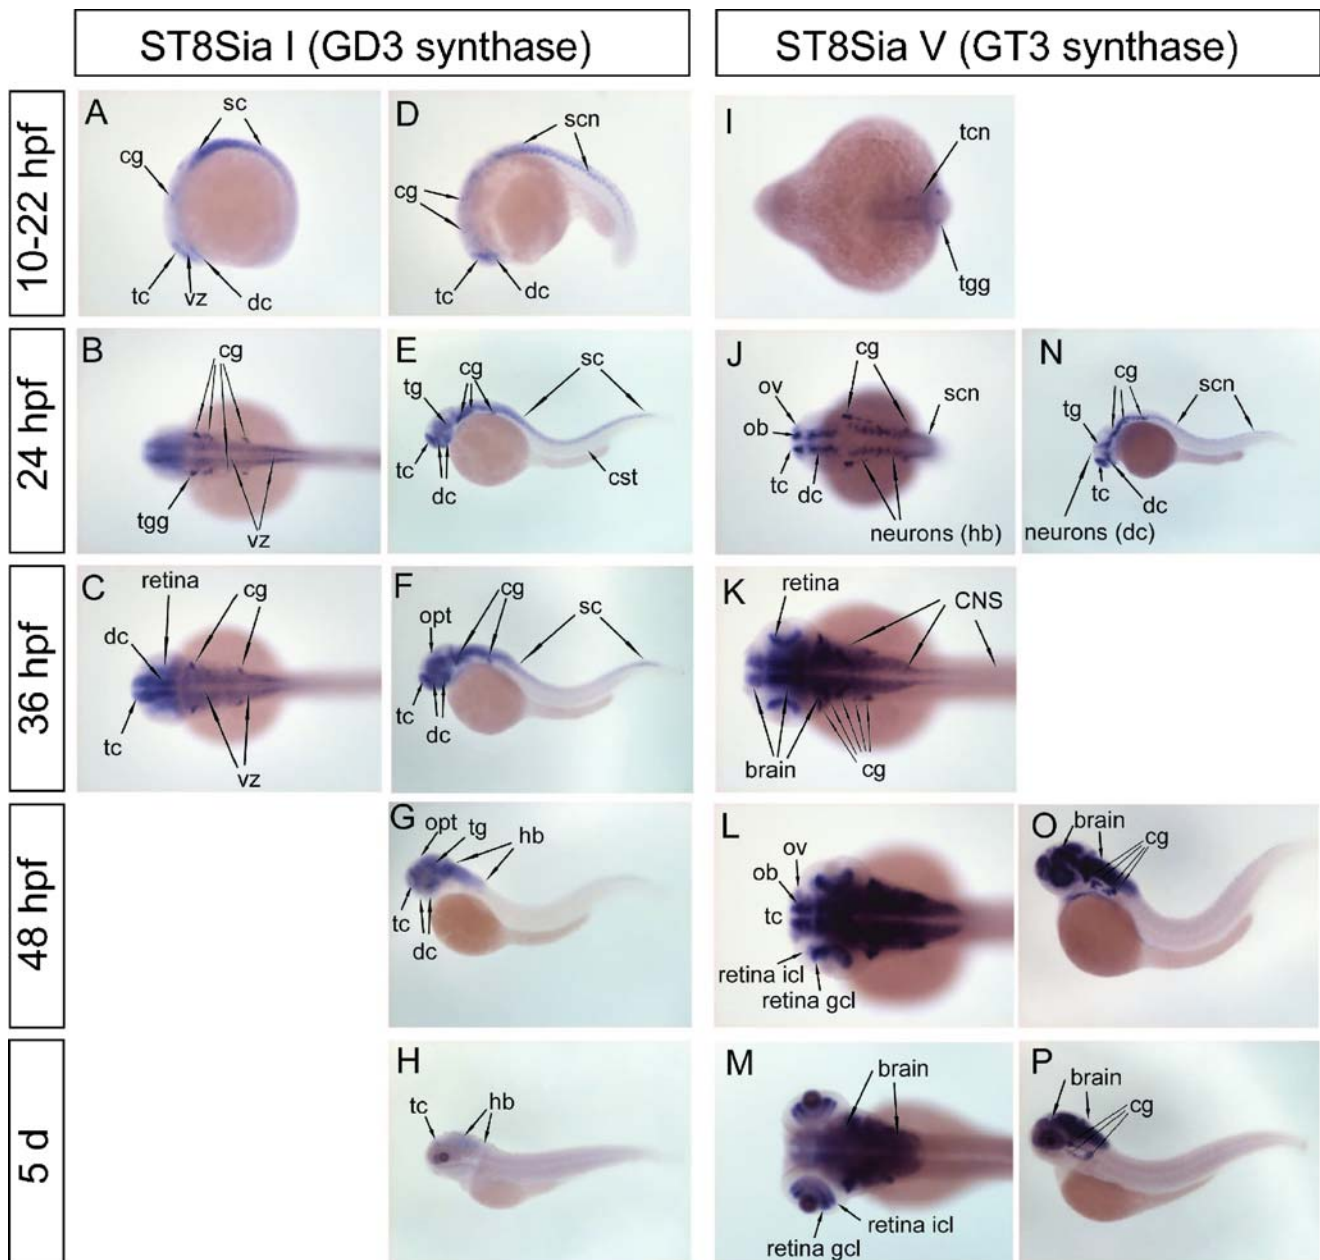 ST8Sia I (GD3 synthase)
ST8Sia V (GT3 synthase)
10-22 hpf
A
sc
cg
tc
vz
dc
D
scn
cg
tc
dc
I
tcn
tgg
24 hpf
B
cg
tgg
vz
E
tg
cg
sc
tc
dc
cst
J
cg
ov
ob
scn
tc
dc
neurons (hb)
N
cg
tg
scn
tc
dc
neurons (dc)
36 hpf
C
retina
cg
dc
tc
vz
F
cg
opt
sc
tc
dc
K
retina
CNS
brain
cg
48 hpf
G
opt
tg
hb
tc
dc
L
ov
ob
tc
retina icl
retina gcl
O
brain
cg
5 d
H
tc
hb
M
brain
retina icl
retina gcl
P
brain
cg